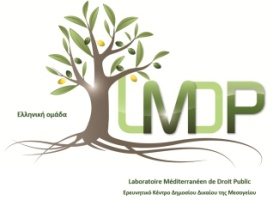 LMDP
Ελληνική ομάδα
Laboratoire Méditerranéen de Droit Public
Ερευνητικό Κέντρο Δημοσίου Δικαίου της Μεσογείου